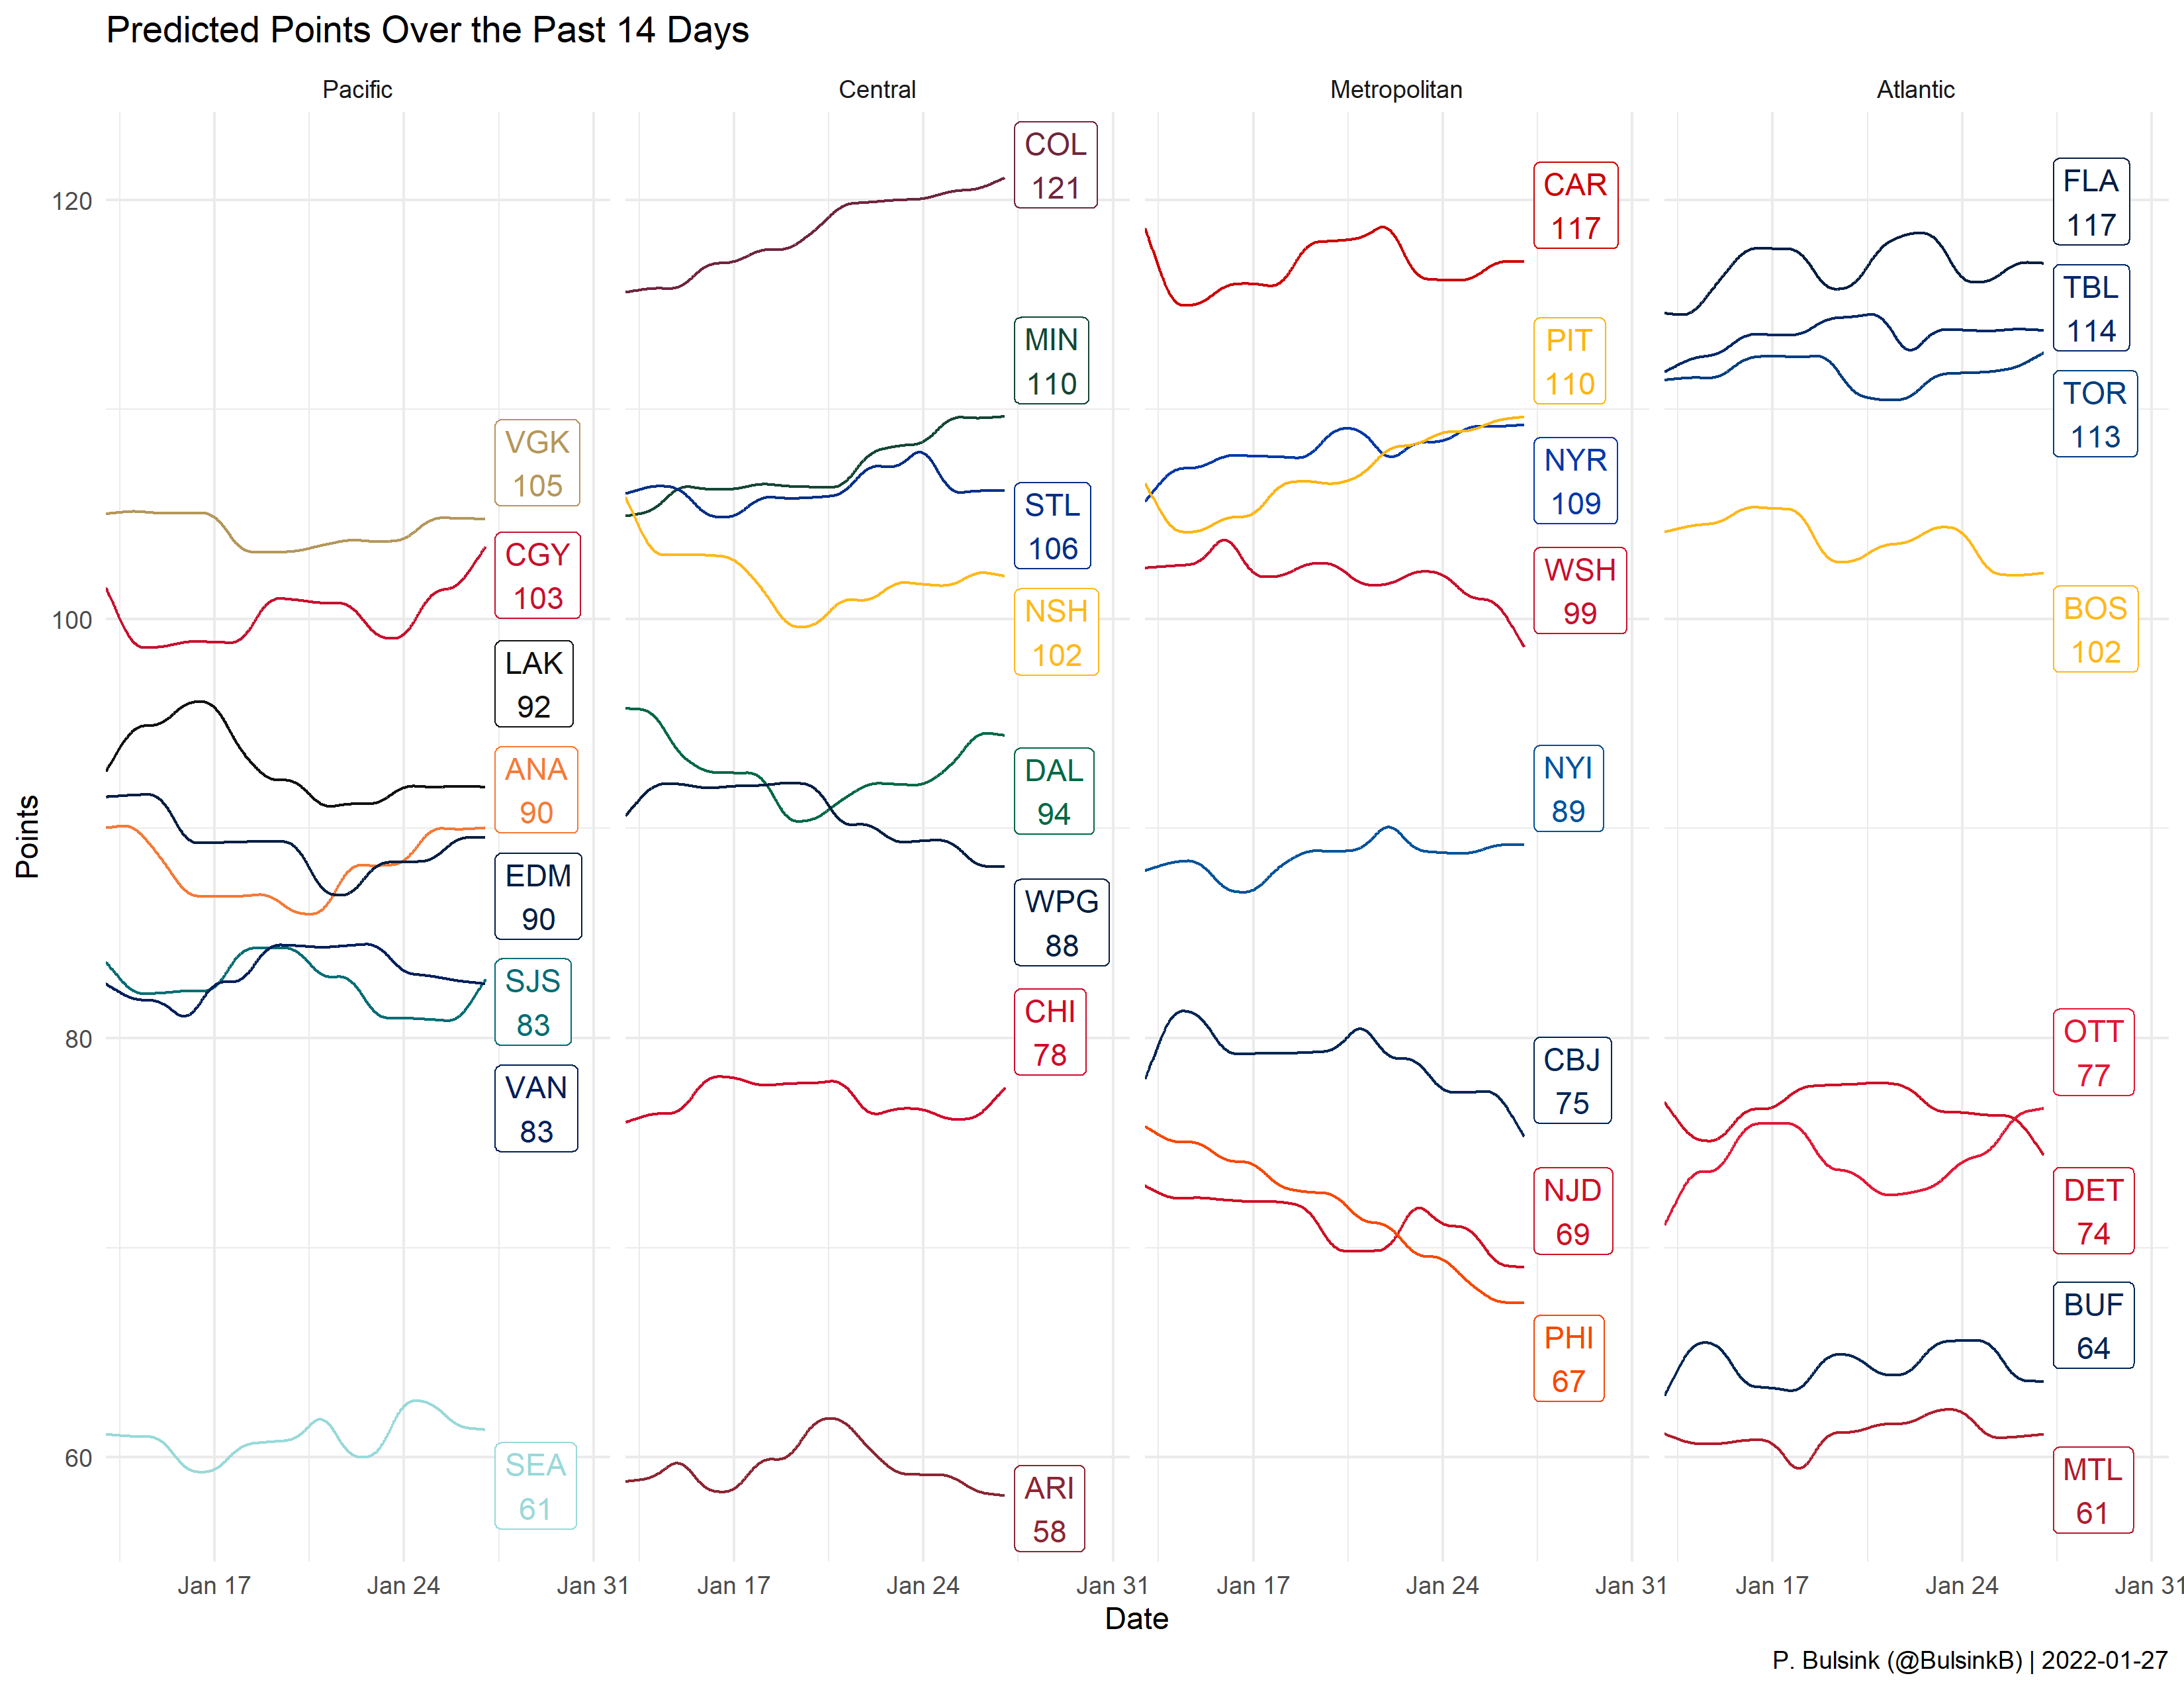 Predicted Points Over the Past 14 Days
Pacific
Central
Metropolitan
Atlantic
Points
120
100
80
60
VGK
105
CGY
103
LAK
92
ANA
90
EDM
90
SJS
83
VAN
83
SEA
61
COL
121
MIN
110
STL
106
NSH
102
DAL
94
WPG
88
CHI
78
ARI
58
CAR
117
PIT
110
NYR
109
WSH
99
NYI
89
CBJ
75
NJD
69
PHI
67
FLA
117
TBL
114
TOR
113
BOS
102
OTT
77
DET
74
BUF
64
MTL
61
Jan 17 Jan 24 Jan 31 Jan 17 Jan 24 Jan 31 Jan 17 Jan 24 Jan 31 Jan 17 Jan 24 Jan 31
Date
P. Bulsink (@BulsinkB) | 2022-01-27